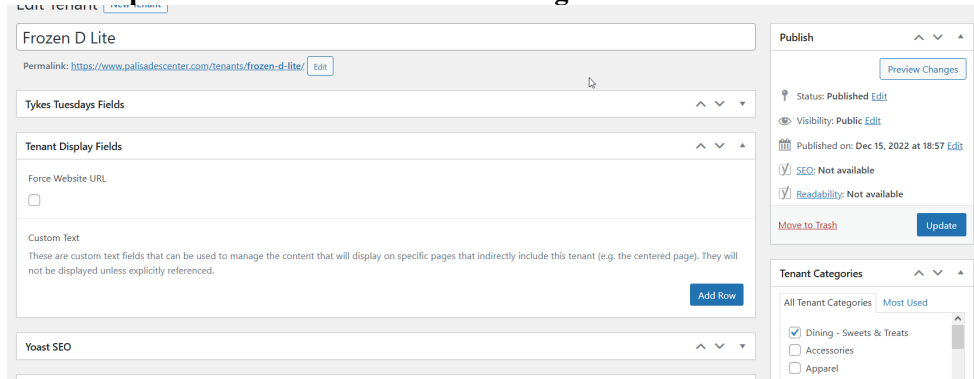 Edit Tenant New Tenant
Frozen D Lite
Permalink: https://www.palisadescenter.com/tenants/frozen-d-lite/ Edit
Tykes Tuesdays Fields
Tenant Display Fields
Force Website URL
Custom Text
These are custom text fields that can be used to manage the content that will display on specific pages that indirectly include this tenant (e.g. the centered page). They will
not be displayed unless explicitly referenced.
Add Row
Yoast SEO
Publish
Preview Changes
Status: Published Edit
Visibility: Public Edit
Published on: Dec 15, 2022 at 18:57 Edit
SEO: Not available
Readability: Not available
Move to Trash Update
Tenant Categories
All Tenant Categories Most Used
Dining - Sweets & Treats
Accessories
Apparel